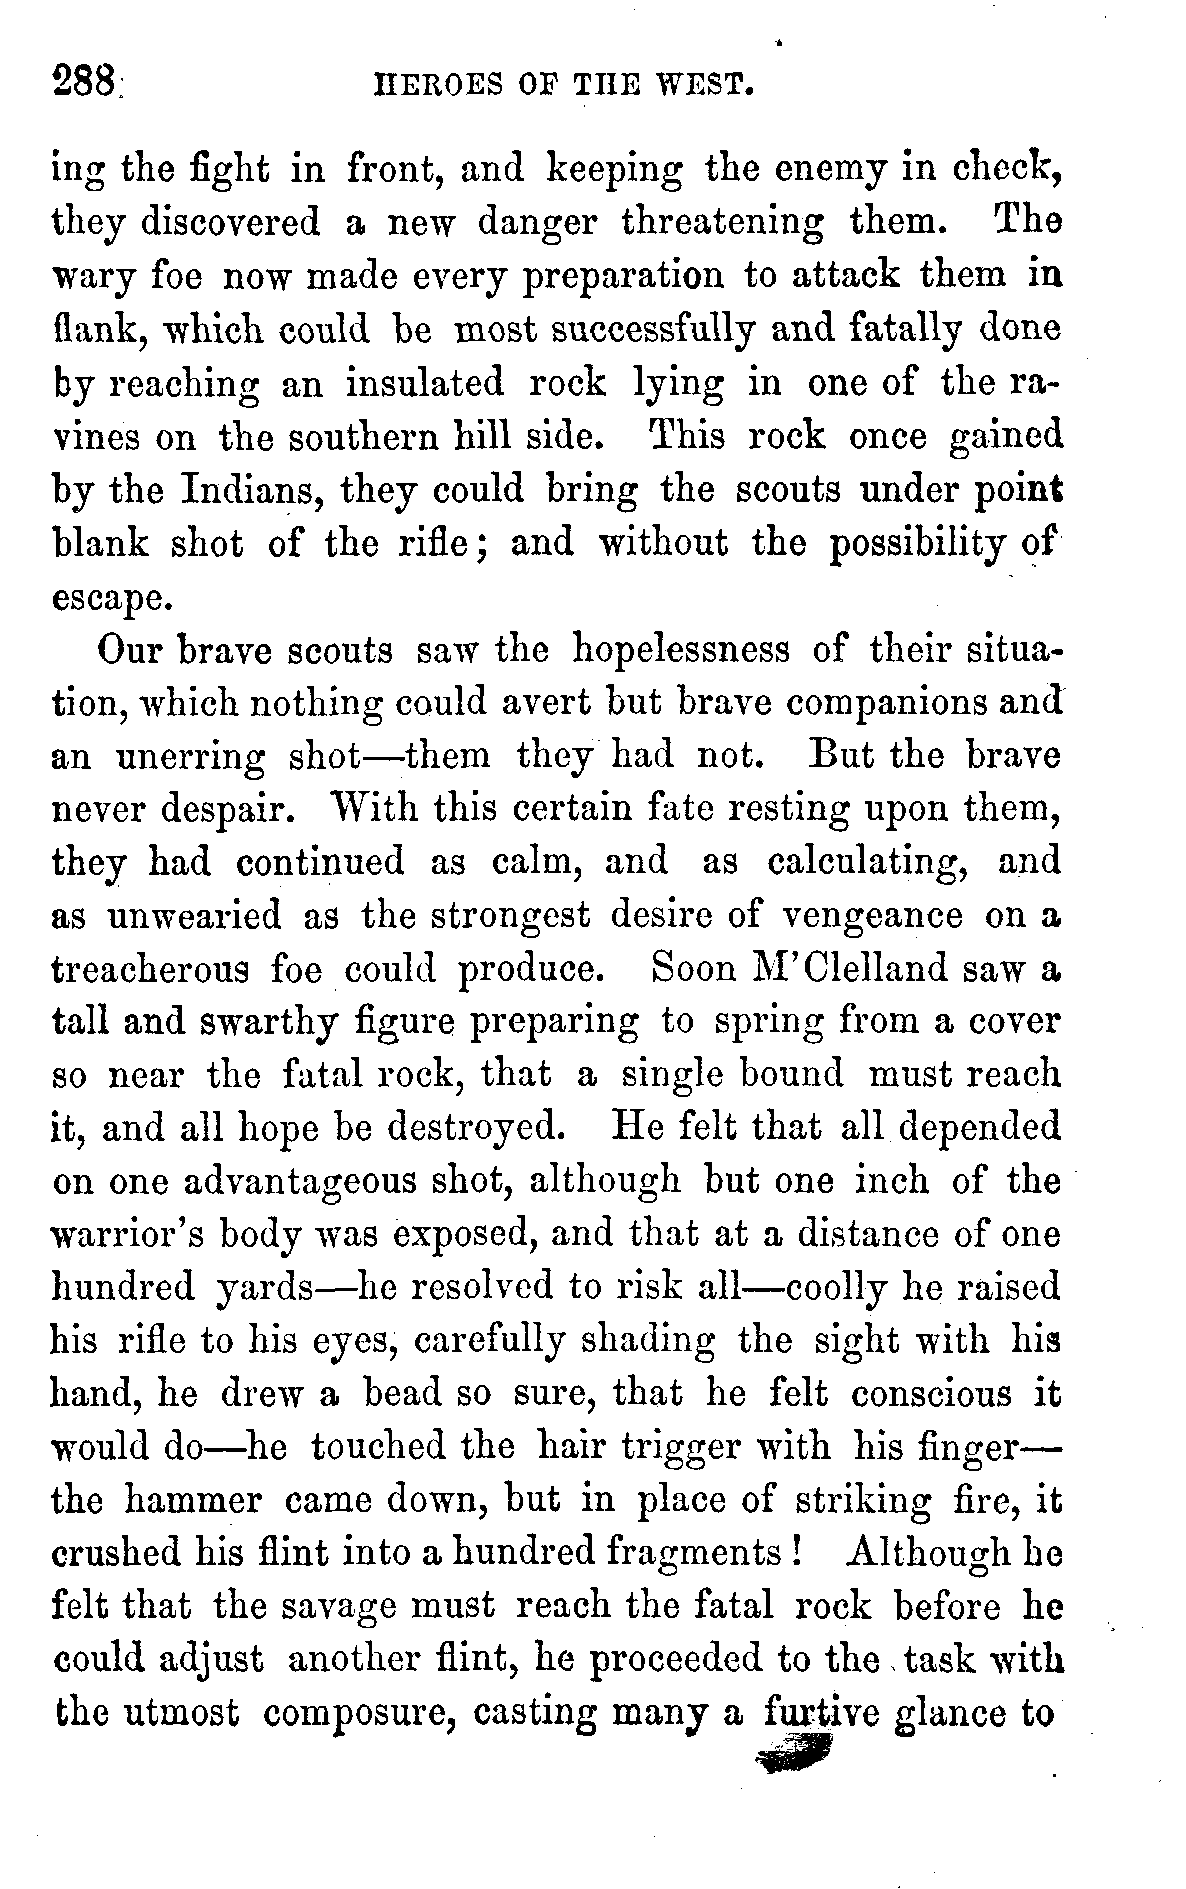 288 HEROES OF THE WEST.
ing the fight in front, and keeping the enemy in check,
they discovered a new danger threatening them. The
wary foe now made every preparation to attack them in
flank, which could be most successfully and fatally done
by reaching an insulated rock lying in one of the ra-
vines on the southern hill side. This rock once gained
by the Indians, they could bring the scouts under point
blank shot of the rifle; and without the possibility of
escape.
Our brave scouts saw the hopelessness of their situa-
tion, which nothing could avert but brave companions and
an unerring shot—them they had not. But the brave
never despair. With this certain fate resting upon them,
they had continued as calm, and as calculating, and
as unwearied as the strongest desire of vengeance on a
treacherous foe could produce. Soon M'Clelland saw a
tall and swarthy figure preparing to spring from a cover
so near the fatal rock, that a single bound must reach
it, and all hope be destroyed. He felt that all depended
on one advantageous shot, although but one inch of the
warrior's body was exposed, and that at a distance of one
hundred yards—he resolved to risk all—coolly he raised
his rifle to his eyes, carefully shading the sight with his
hand, he drew a bead so sure, that he felt conscious it
would do—he touched the hair trigger with his finger—
the hammer came down, but in place of striking fire, it
crushed his flint into a hundred fragments! Although he
felt that the savage must reach the fatal rock before he
could adjust another flint, he proceeded to the task with
the utmost composure, casting many a furtive glance to